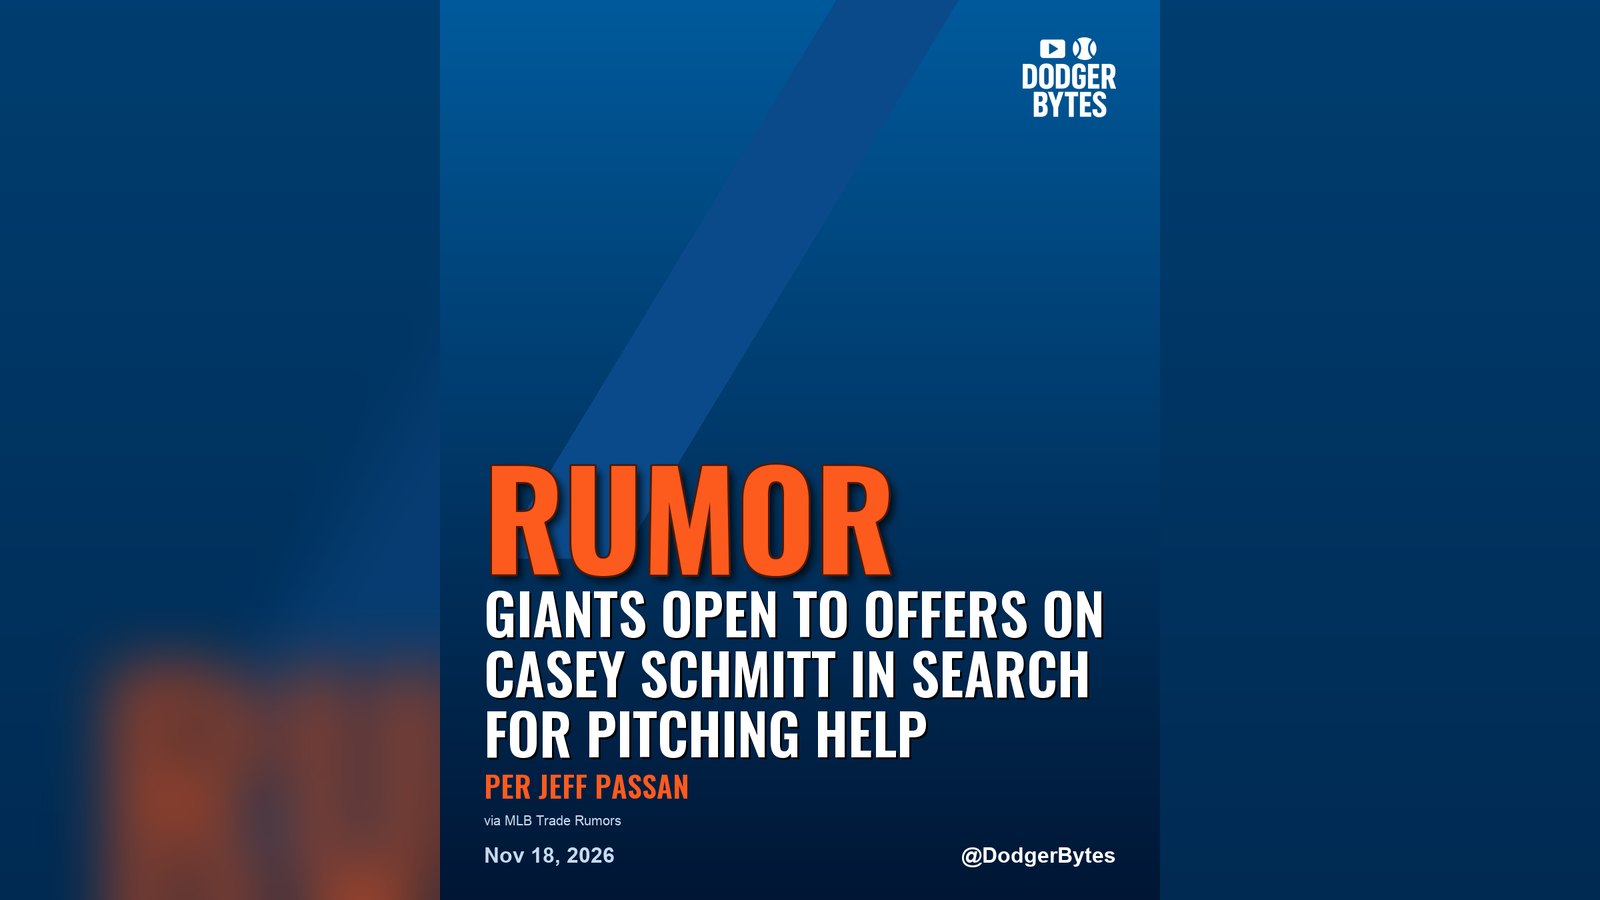 DODGER
BYTES
RUMOR
GIANTS OPEN TO OFFERS ON
CASEY SCHMITT IN SEARCH
FOR PITCHING HELP
PER JEFF PASSAN
via MLB Trade Rumors
Nov 18, 2026
@DodgerBytes